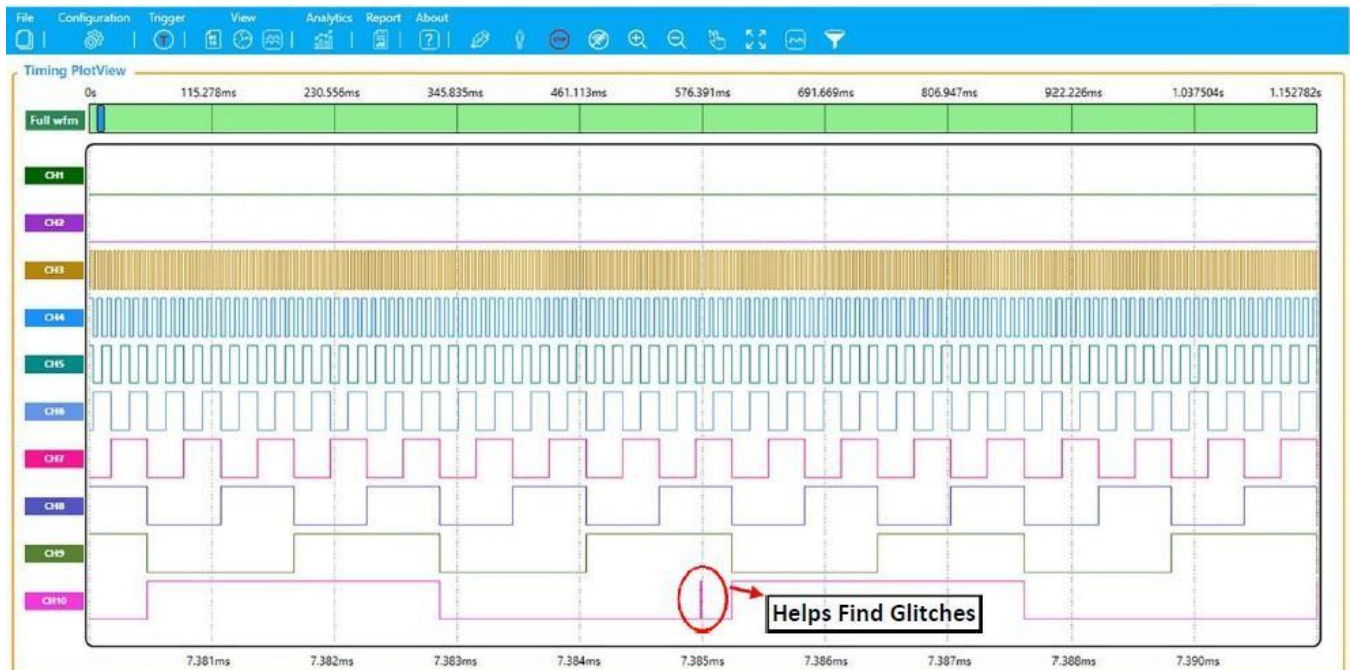 File Configuration Trigger View Analytics Report About
T ?
Timing PlotView
0s 115.278ms 230.556ms 345.835ms 461.113ms 576.391ms 691.669ms 806.947ms 922.226ms 1.037504s 1.152782s
Full wfm
CH1
CH2
CH3
CH4
CH5
CH6
CH7
CH8
CH9
CH10
Helps Find Glitches
7.381ms 7.382ms 7.383ms 7.384ms 7.385ms 7.386ms 7.387ms 7.388ms 7.390ms